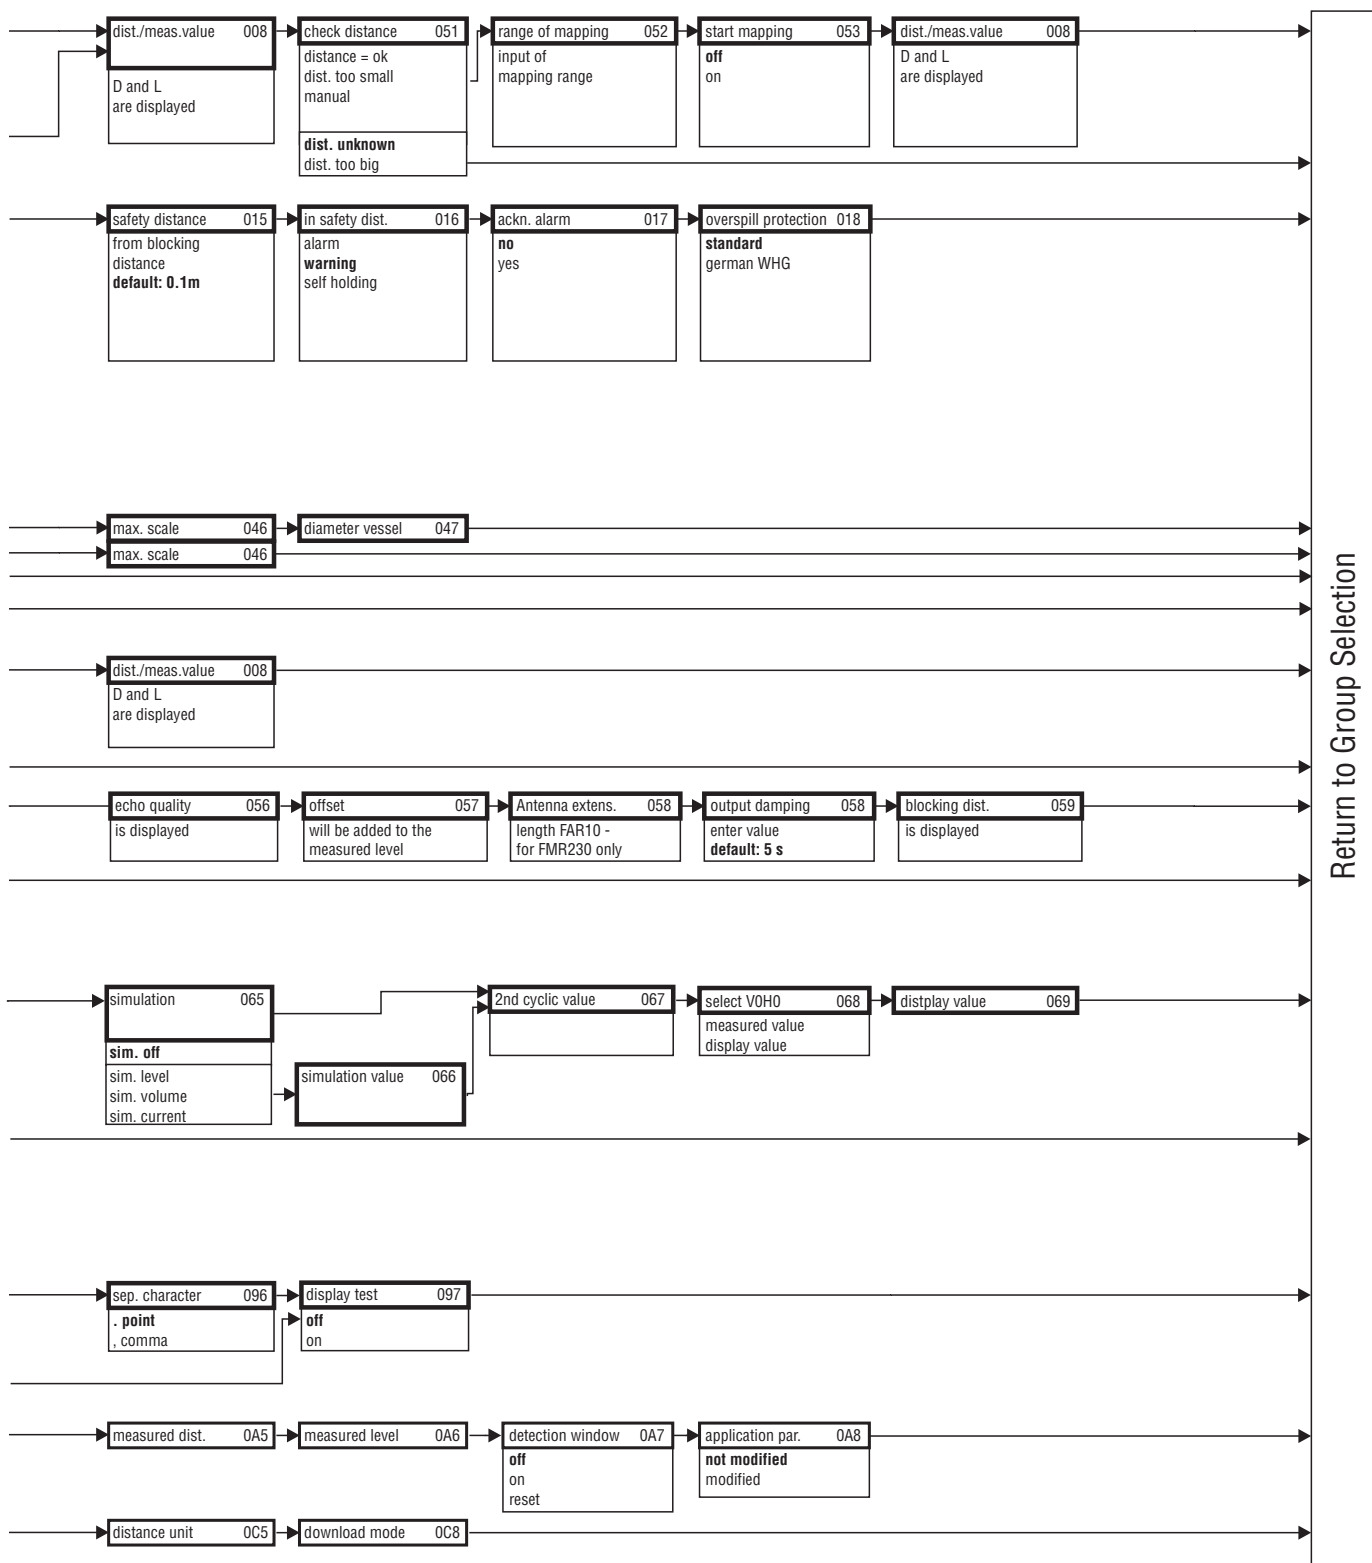 dist./meas.value 008
D and L
are displayed
check distance 051
distance = ok
dist. too small
manual
dist. unknown
dist. too big
range of mapping 052
input of
mapping range
start mapping 053
off
on
dist./meas.value 008
D and L
are displayed
safety distance 015
from blocking
distance
default: 0.1m
in safety dist. 016
alarm
warning
self holding
ackn. alarm 017
no
yes
overspill protection 018
standard
german WHG
max. scale 046
diameter vessel 047
max. scale 046
dist./meas.value 008
D and L
are displayed
echo quality 056
is displayed
offset 057
will be added to the
measured level
Antenna extens. 058
length FAR10 -
for FMR230 only
output damping 058
enter value
default: 5 s
blocking dist. 059
is displayed
simulation 065
sim. off
sim. level
sim. volume
sim. current
simulation value 066
2nd cyclic value 067
select V0H0 068
measured value
display value
distplay value 069
sep. character 096
. point
, comma
display test 097
off
on
measured dist. 0A5
measured level 0A6
detection window 0A7
off
on
reset
application par. 0A8
not modified
modified
distance unit 0C5
download mode 0C8
Return to Group Selection